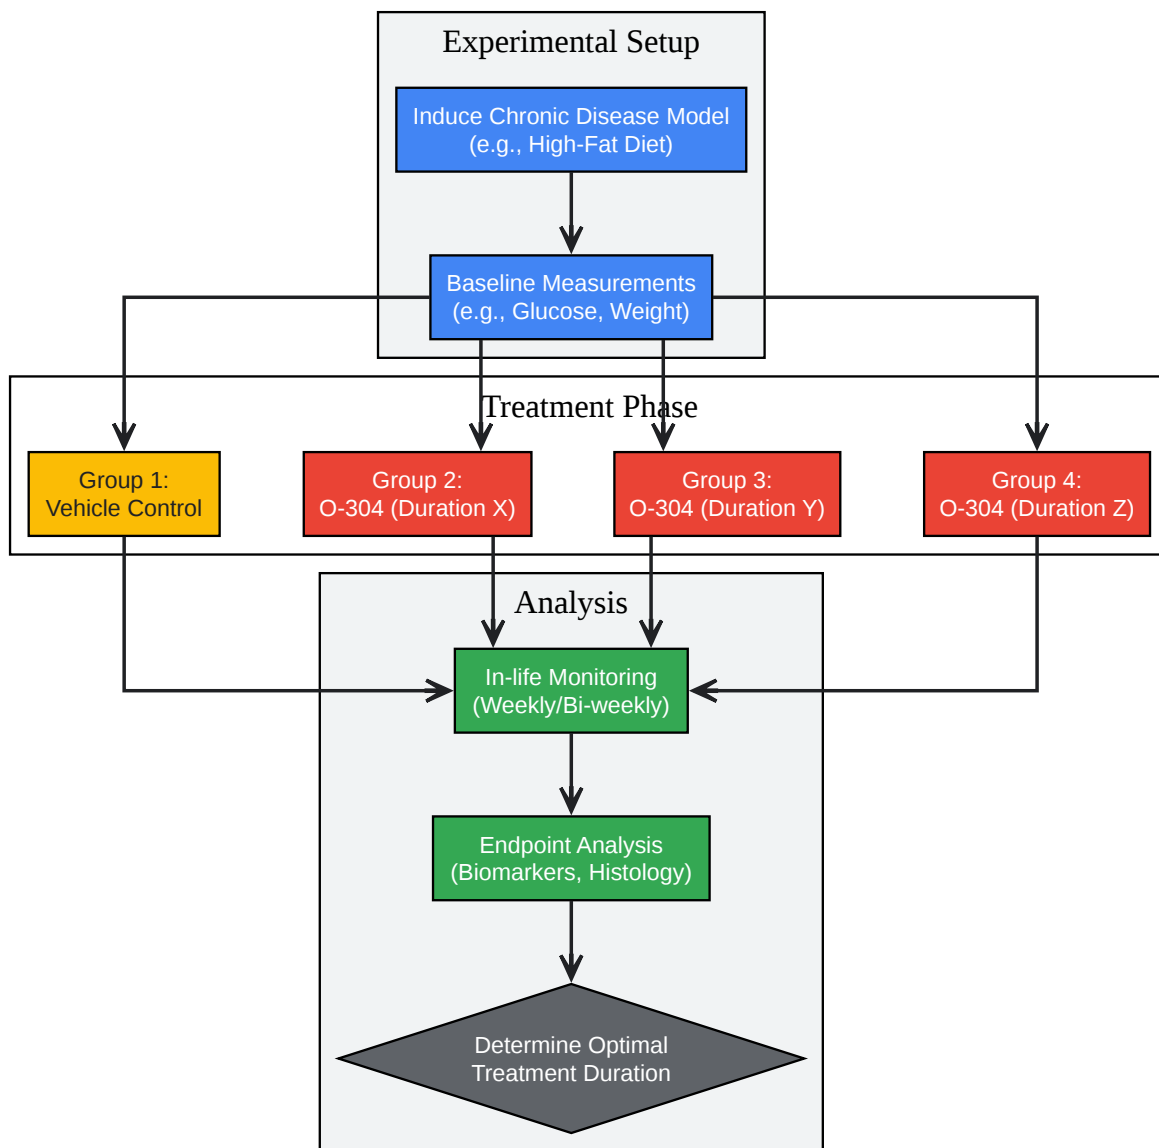 Experimental Setup
Induce Chronic Disease Model
(e.g., High-Fat Diet)
Baseline Measurements
(e.g., Glucose, Weight)
Treatment Phase
Group 1:
Vehicle Control
Group 2:
O-304 (Duration X)
Group 3:
O-304 (Duration Y)
Group 4:
O-304 (Duration Z)
Analysis
In-life Monitoring
(Weekly/Bi-weekly)
Endpoint Analysis
(Biomarkers, Histology)
Determine Optimal
Treatment Duration